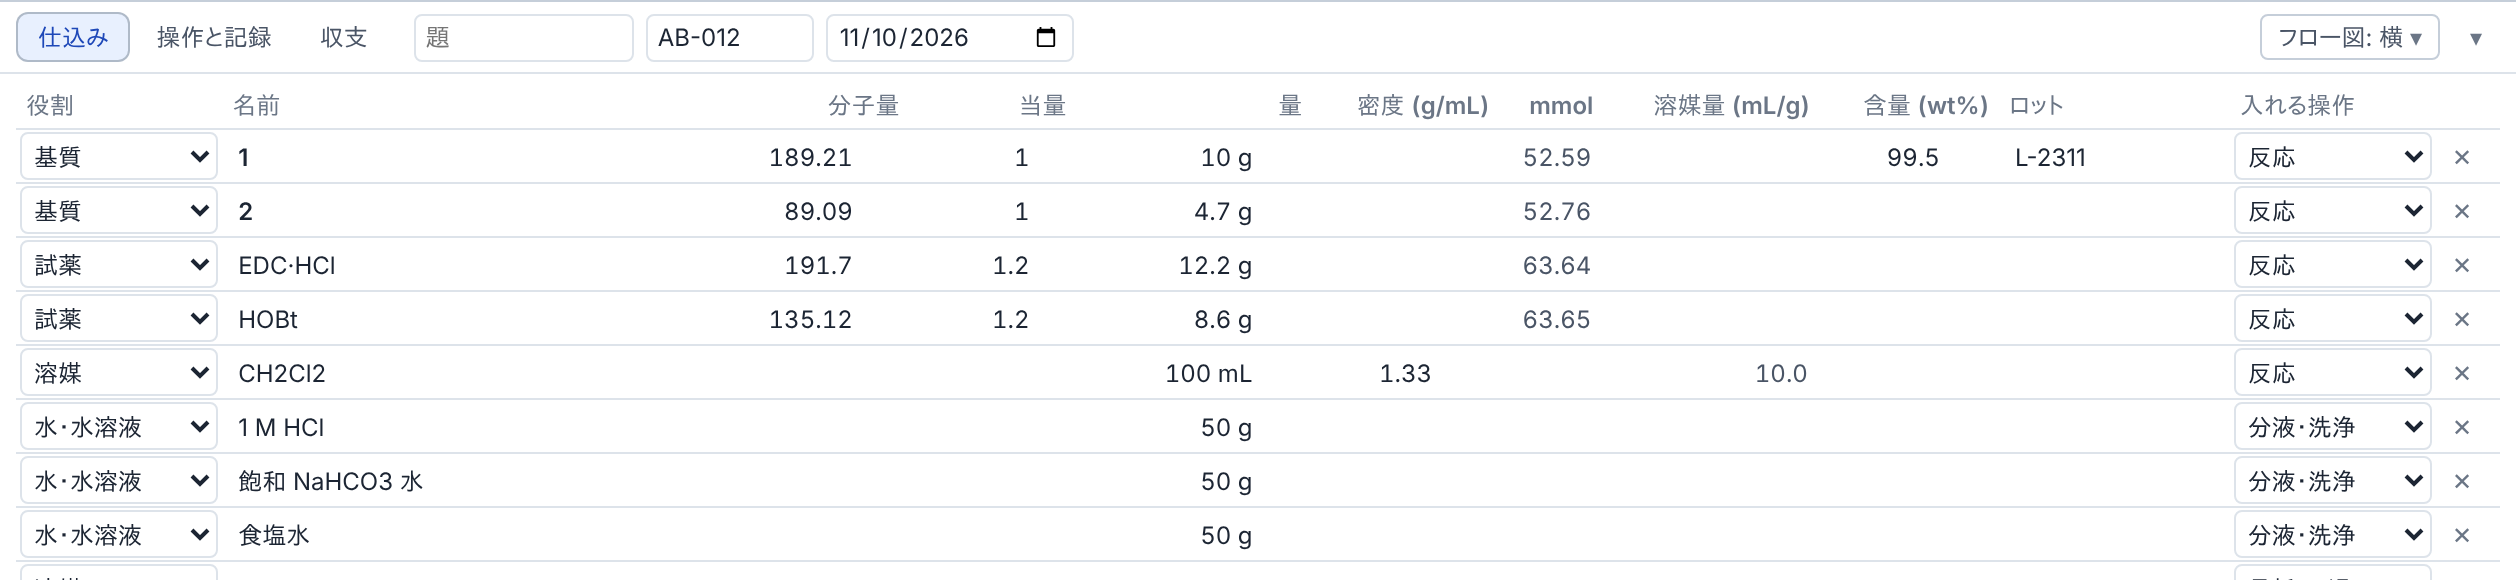 仕込み 操作と記録 収支 題 AB-012 11/10/2026 フロー図: 横 ▾ ▾
役割 名前 分子量 当量 量 密度 (g/mL) mmol 溶媒量 (mL/g) 含量 (wt%) ロット 入れる操作
基質 1 189.21 1 10 g 52.59 99.5 L-2311 反応 ×
基質 2 89.09 1 4.7 g 52.76 反応 ×
試薬 EDC·HCl 191.7 1.2 12.2 g 63.64 反応 ×
試薬 HOBt 135.12 1.2 8.6 g 63.65 反応 ×
溶媒 CH2Cl2 100 mL 1.33 10.0 反応 ×
水・水溶液 1 M HCl 50 g 分液・洗浄 ×
水・水溶液 飽和 NaHCO3 水 50 g 分液・洗浄 ×
水・水溶液 食塩水 50 g 分液・洗浄 ×